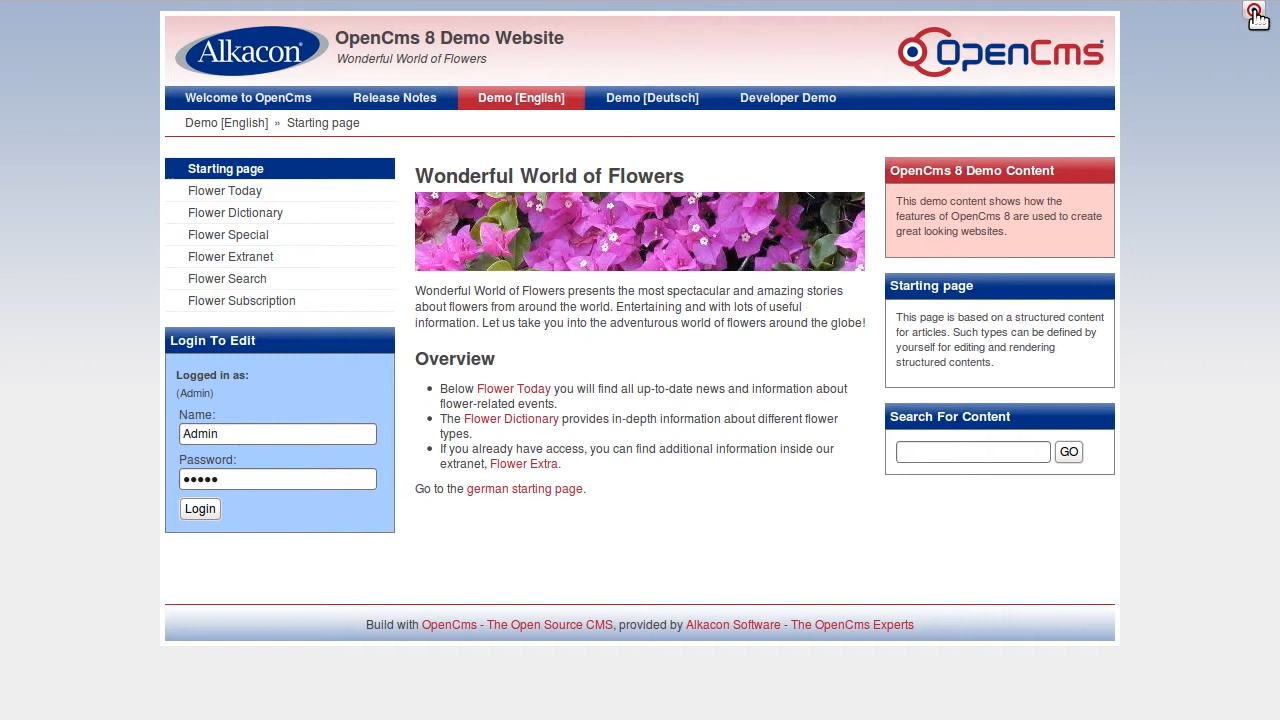 Alkacon
OpenCms 8 Demo Website
Wonderful World of Flowers
OpenCms
Welcome to OpenCms
Release Notes
Demo [English]
Demo [Deutsch]
Developer Demo
Demo [English] » Starting page
Starting page
Flower Today
Flower Dictionary
Flower Special
Flower Extranet
Flower Search
Flower Subscription
Login To Edit
Logged in as:
(Admin)
Name:
Admin
Password:
●●●●●
Login
Wonderful World of Flowers
Wonderful World of Flowers presents the most spectacular and amazing stories
about flowers from around the world. Entertaining and with lots of useful
information. Let us take you into the adventurous world of flowers around the globe!
Overview
Below Flower Today you will find all up-to-date news and information about
flower-related events.
The Flower Dictionary provides in-depth information about different flower
types.
If you already have access, you can find additional information inside our
extranet, Flower Extra.
Go to the german starting page.
OpenCms 8 Demo Content
This demo content shows how the
features of OpenCms 8 are used to create
great looking websites.
Starting page
This page is based on a structured content
for articles. Such types can be defined by
yourself for editing and rendering
structured contents.
Search For Content
GO
Build with OpenCms - The Open Source CMS, provided by Alkacon Software - The OpenCms Experts